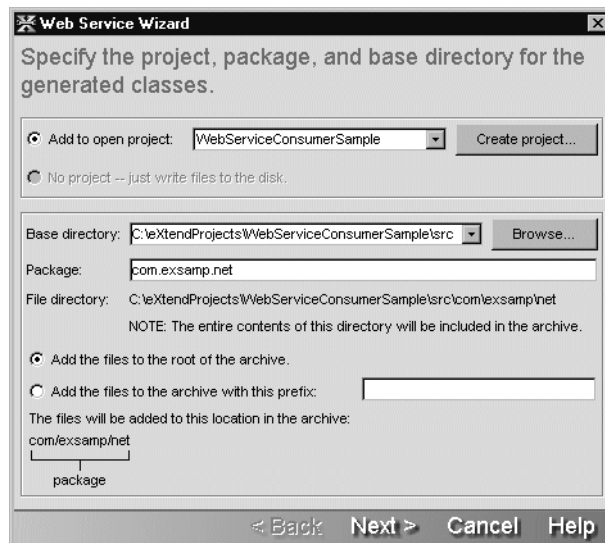 Web Service Wizard
Specify the project, package, and base directory for the
generated classes.
Add to open project: WebServiceConsumerSample Create project...
No project -- just write files to the disk.
Base directory: C:\eXtendProjects\WebServiceConsumerSample\src Browse...
Package: com.exsamp.net
File directory: C:\eXtendProjects\WebServiceConsumerSample\src\com\exsamp\net
NOTE: The entire contents of this directory will be included in the archive.
Add the files to the root of the archive.
Add the files to the archive with this prefix:
The files will be added to this location in the archive:
com/exsamp/net
package
< Back Next > Cancel Help